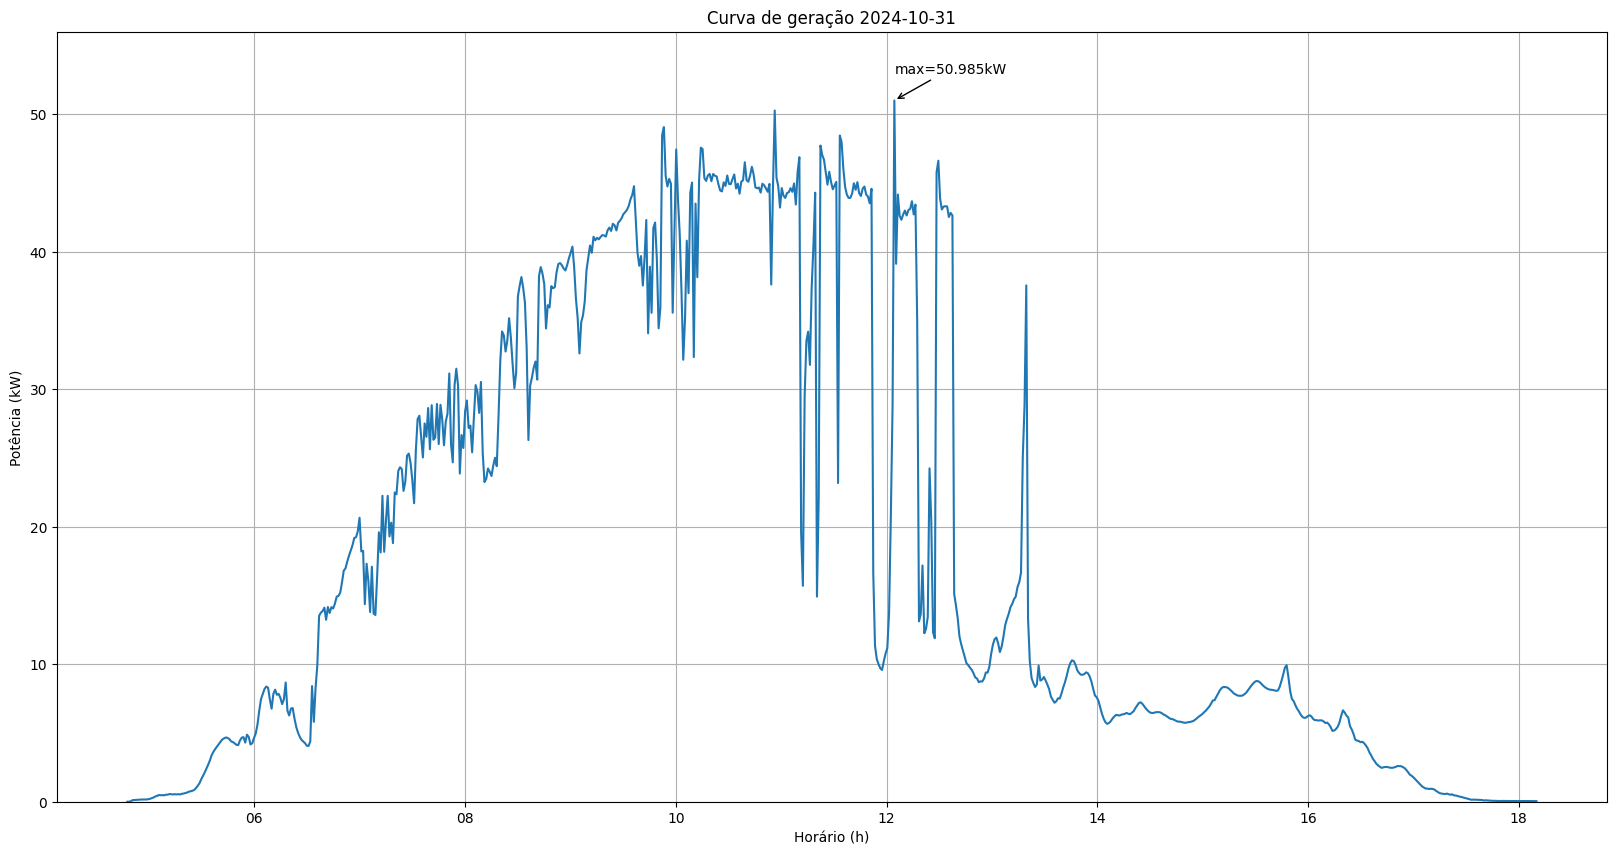 Curva de geração 2024-10-31
max=50.985kW
50
40
30
20
10
0
Potência (kW)
06 08 10 12 14 16 18
Horário (h)